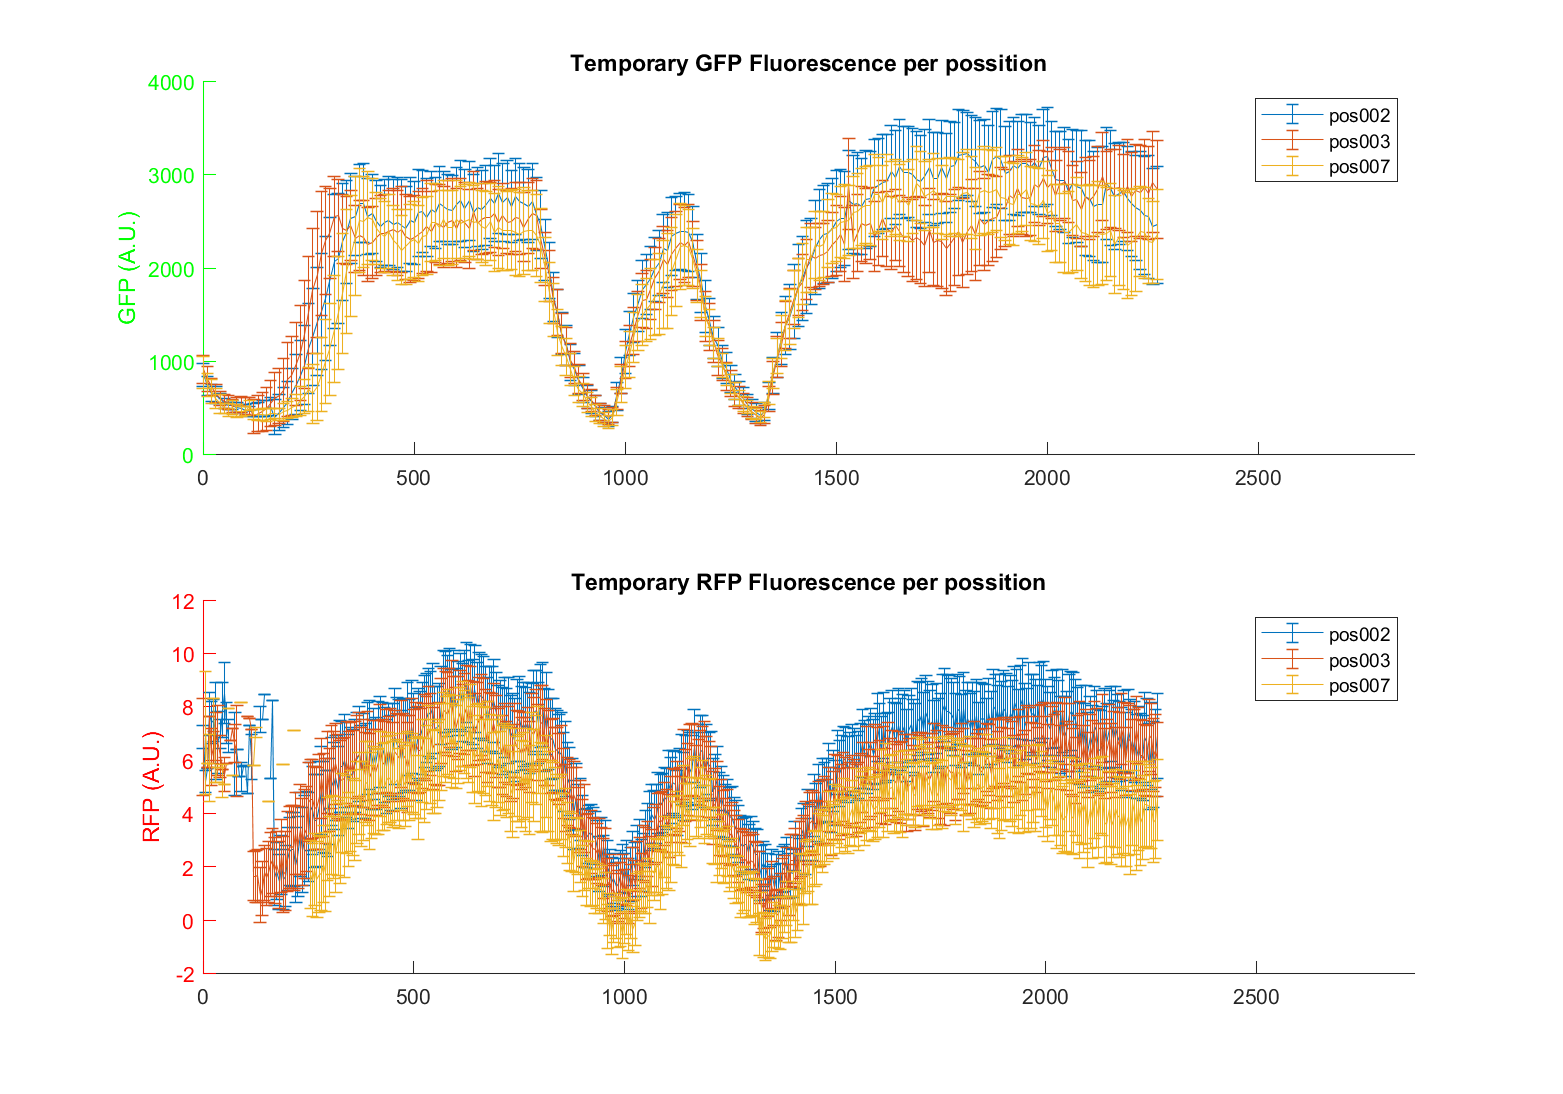 Temporary GFP Fluorescence per possition
GFP (A.U.)
4000
3000
2000
1000
0
0 500 1000 1500 2000 2500
pos002
pos003
pos007
Temporary RFP Fluorescence per possition
RFP (A.U.)
12
10
8
6
4
2
0
-2
0 500 1000 1500 2000 2500
pos002
pos003
pos007